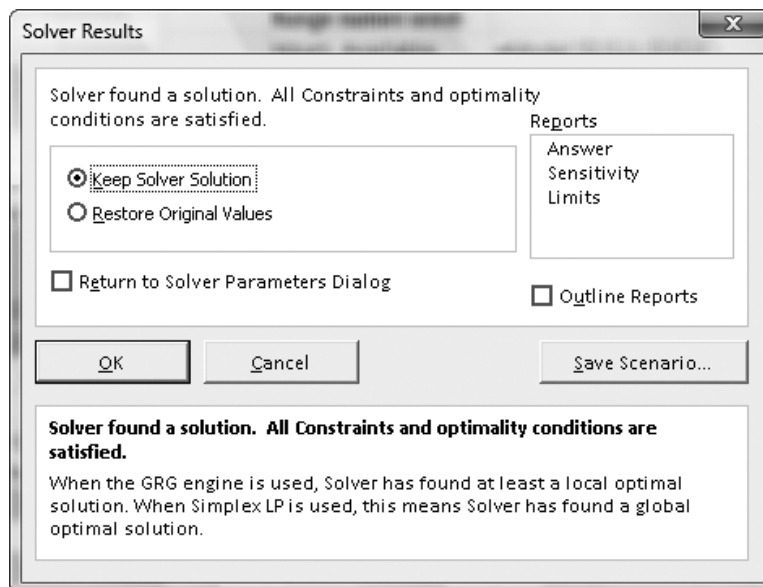 Solver Results
X
Solver found a solution. All Constraints and optimality
conditions are satisfied.
Reports
Answer
Sensitivity
Limits
Keep Solver Solution
Restore Original Values
Return to Solver Parameters Dialog
Outline Reports
OK
Cancel
Save Scenario...
Solver found a solution. All Constraints and optimality conditions are
satisfied.
When the GRG engine is used, Solver has found at least a local optimal
solution. When Simplex LP is used, this means Solver has found a global
optimal solution.